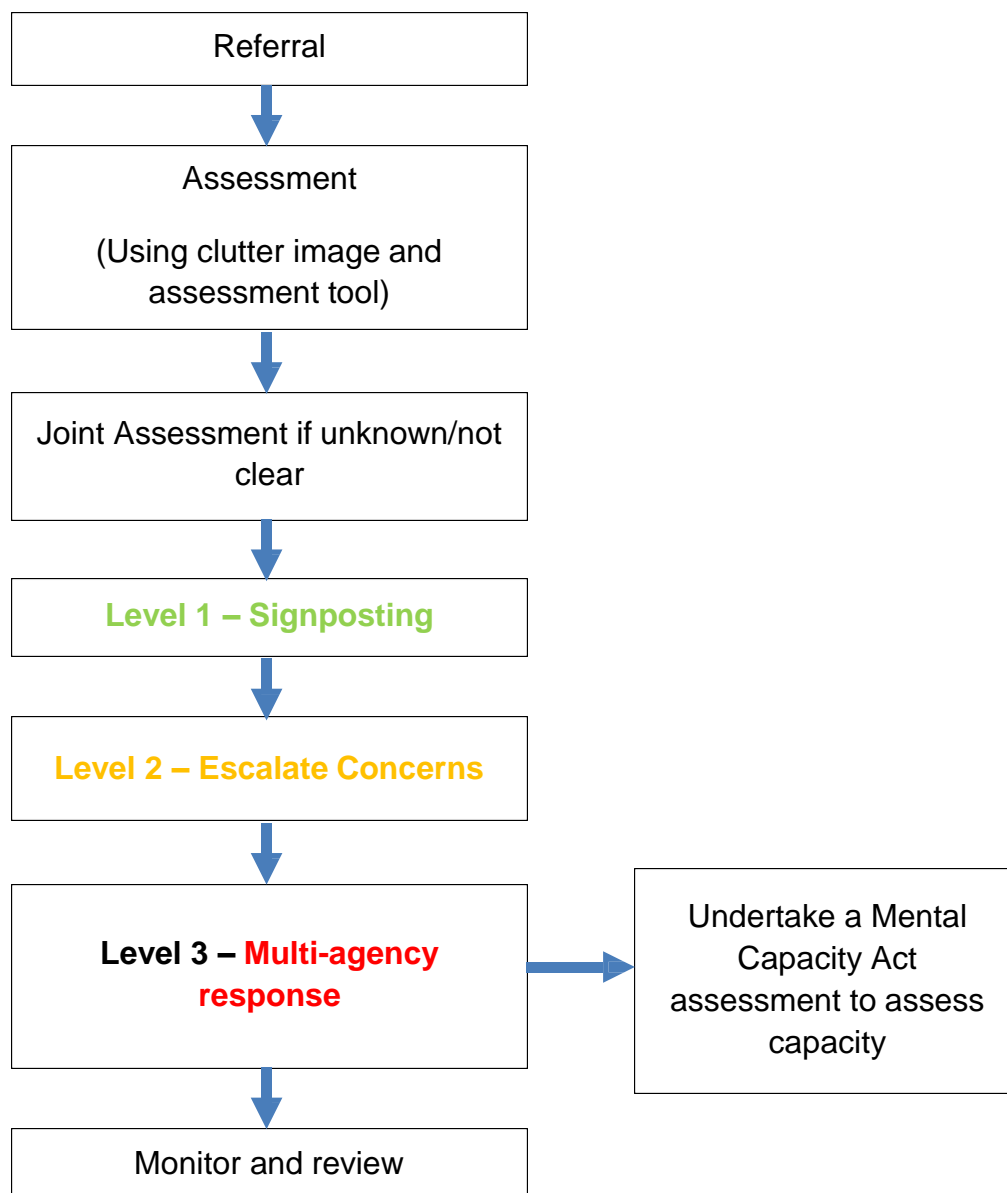 Referral
Assessment
(Using clutter image and
assessment tool)
Joint Assessment if unknown/not
clear
Level 1 – Signposting
Level 2 – Escalate Concerns
Level 3 – Multi-agency
response
Undertake a Mental
Capacity Act
assessment to assess
capacity
Monitor and review